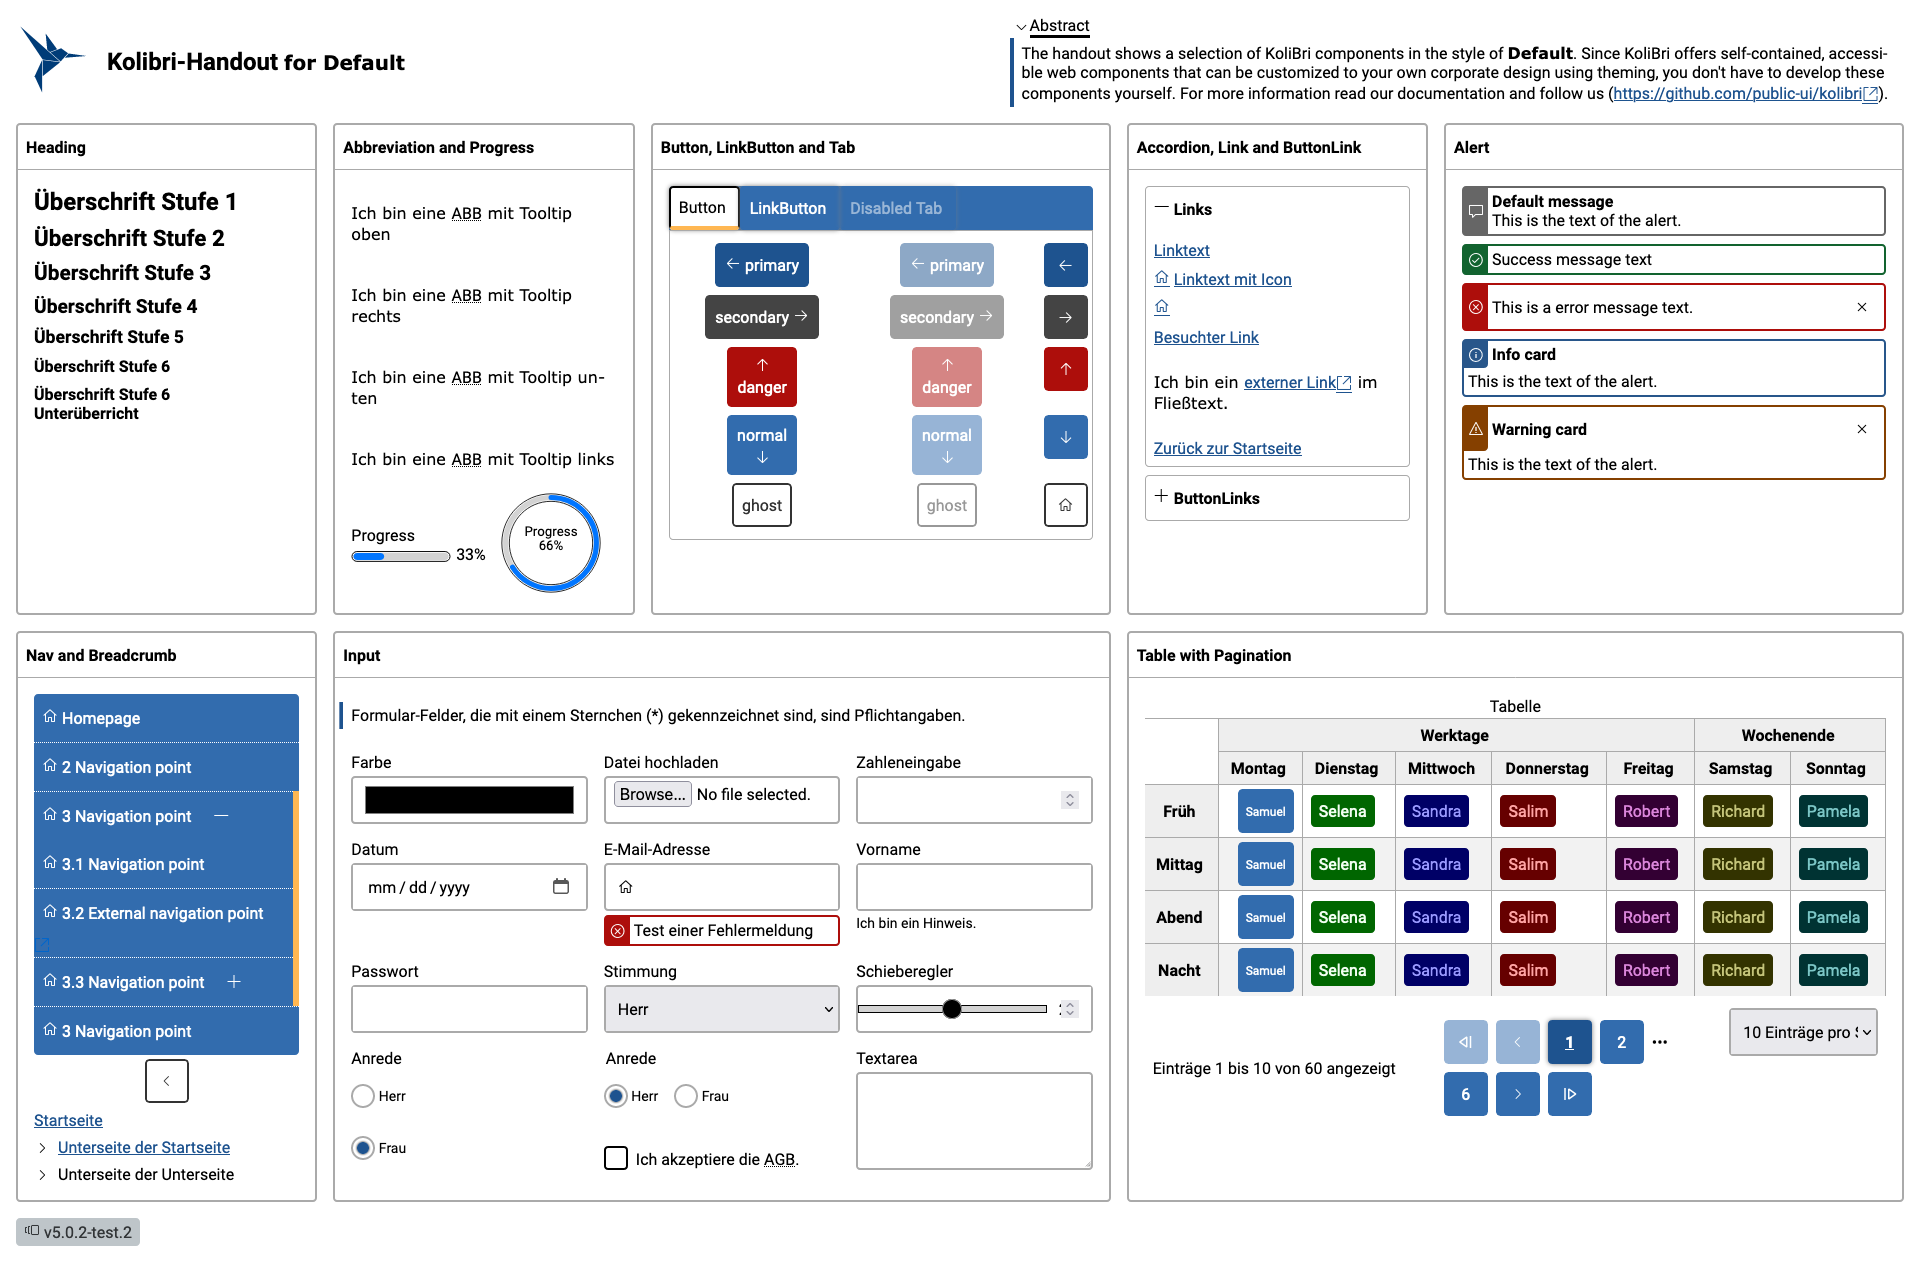 Kolibri-Handout for Default
Abstract
The handout shows a selection of KoliBri components in the style of Default. Since KoliBri offers self-contained, accessi-
ble web components that can be customized to your own corporate design using theming, you don't have to develop these
components yourself. For more information read our documentation and follow us (https://github.com/public-ui/kolibri).
Heading
Überschrift Stufe 1
Überschrift Stufe 2
Überschrift Stufe 3
Überschrift Stufe 4
Überschrift Stufe 5
Überschrift Stufe 6
Überschrift Stufe 6
Unterüberricht
Abbreviation and Progress
Ich bin eine ABB mit Tooltip
oben
Ich bin eine ABB mit Tooltip
rechts
Ich bin eine ABB mit Tooltip un-
ten
Ich bin eine ABB mit Tooltip links
Progress
33%
Progress
66%
Button, LinkButton and Tab
Button LinkButton Disabled Tab
primary primary
secondary secondary
danger danger
normal normal
ghost ghost
Accordion, Link and ButtonLink
Links
Linktext
Linktext mit Icon
Besuchter Link
Ich bin ein externer Link im
Fließtext.
Zurück zur Startseite
ButtonLinks
Alert
Default message
This is the text of the alert.
Success message text
This is a error message text.
Info card
This is the text of the alert.
Warning card
This is the text of the alert.
Nav and Breadcrumb
Homepage
2 Navigation point
3 Navigation point
3.1 Navigation point
3.2 External navigation point
3.3 Navigation point
3 Navigation point
Startseite
Unterseite der Startseite
Unterseite der Unterseite
Input
Formular-Felder, die mit einem Sternchen (*) gekennzeichnet sind, sind Pflichtangaben.
Farbe
Datei hochladen
Browse... No file selected.
Zahleneingabe
Datum
mm / dd / yyyy
E-Mail-Adresse
Test einer Fehlermeldung
Vorname
Ich bin ein Hinweis.
Passwort
Stimmung
Herr
Schieberegler
Anrede
Herr
Frau
Anrede
Herr Frau
Ich akzeptiere die AGB.
Textarea
Table with Pagination
Tabelle
Werktage Wochenende
Montag Dienstag Mittwoch Donnerstag Freitag Samstag Sonntag
Früh Samuel Selena Sandra Salim Robert Richard Pamela
Mittag Samuel Selena Sandra Salim Robert Richard Pamela
Abend Samuel Selena Sandra Salim Robert Richard Pamela
Nacht Samuel Selena Sandra Salim Robert Richard Pamela
Einträge 1 bis 10 von 60 angezeigt
1 2 ...
6
10 Einträge pro
v5.0.2-test.2